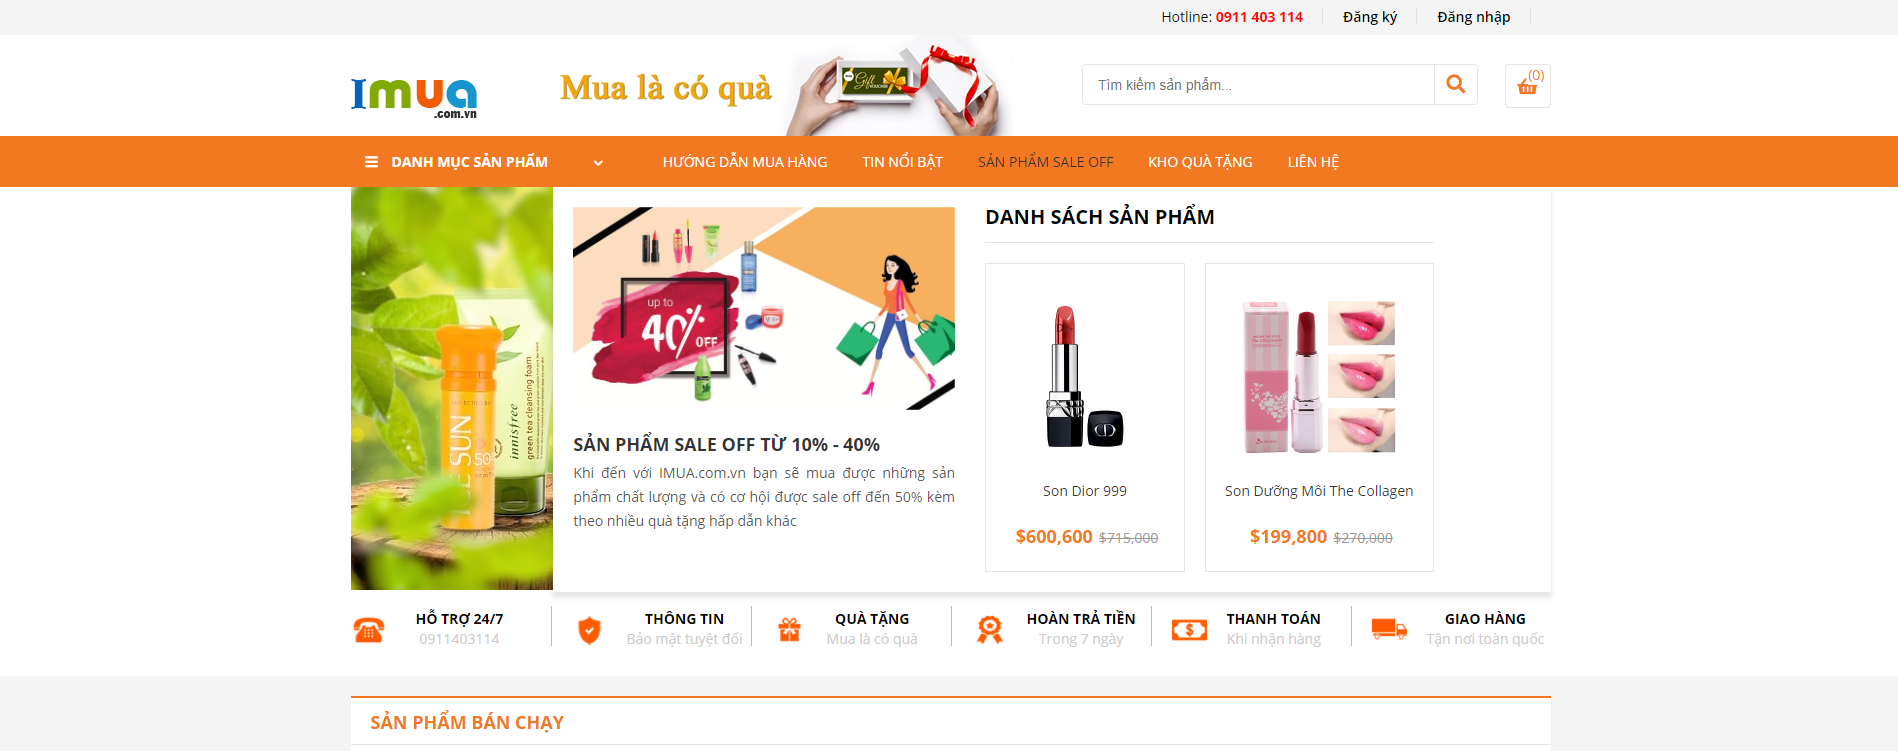 Hotline: 0911 403 114
Đăng ký
Đăng nhập
Imua
.com.vn
Mua là có quà
Gift
VOUCHER
Tìm kiếm sản phẩm...
(0)
DANH MỤC SẢN PHẨM
HƯỚNG DẪN MUA HÀNG
TIN NỔI BẬT
SẢN PHẨM SALE OFF
KHO QUÀ TẶNG
LIÊN HỆ
innisfree
green tea cleansing foam
SUN
50+
up to
40%
OFF
SẢN PHẨM SALE OFF TỪ 10% - 40%
Khi đến với IMUA.com.vn bạn sẽ mua được những sản
phẩm chất lượng và có cơ hội được sale off đến 50% kèm
theo nhiều quà tặng hấp dẫn khác
DANH SÁCH SẢN PHẨM
Son Dior 999
$600,600 $715,000
Son Dưỡng Môi The Collagen
$199,800 $270,000
HỖ TRỢ 24/7
0911403114
THÔNG TIN
Bảo mật tuyệt đối
QUÀ TẶNG
Mua là có quà
HOÀN TRẢ TIỀN
Trong 7 ngày
THANH TOÁN
Khi nhận hàng
GIAO HÀNG
Tận nơi toàn quốc
SẢN PHẨM BÁN CHẠY